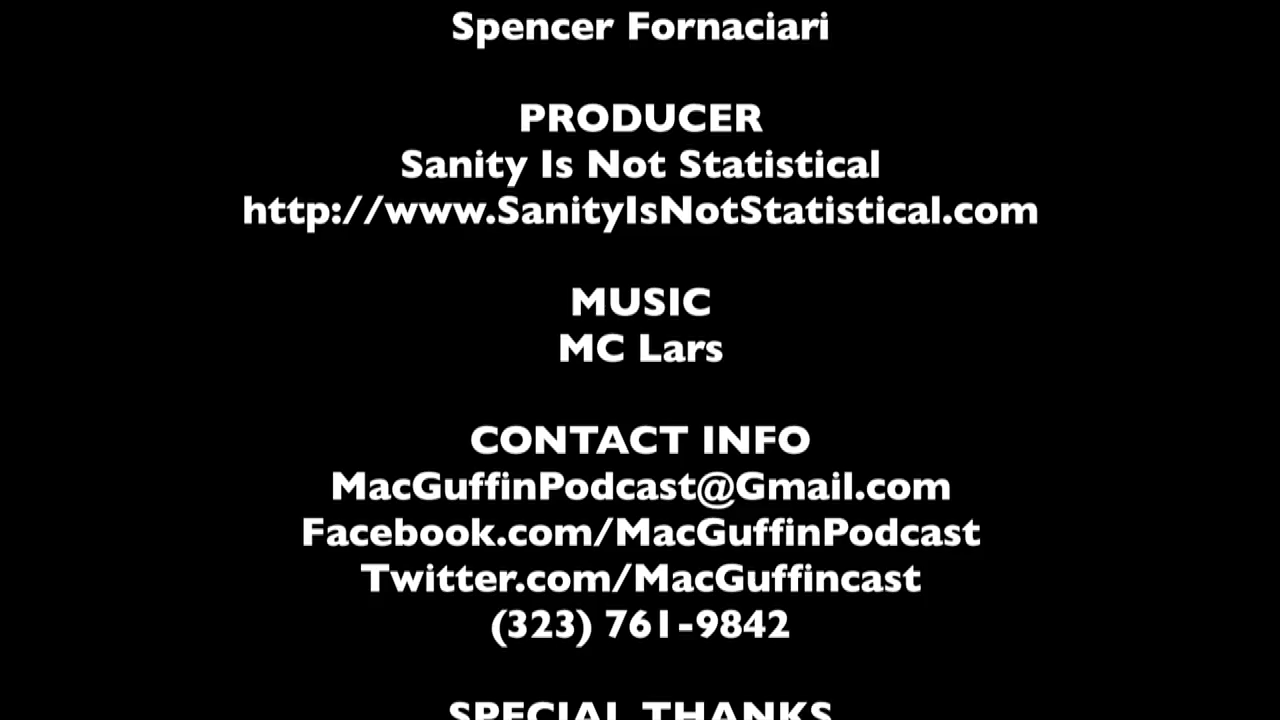 Spencer Fornaciari
PRODUCER
Sanity Is Not Statistical
http://www.SanityIsNotStatistical.com
MUSIC
MC Lars
CONTACT INFO
MacGuffinPodcast@Gmail.com
Facebook.com/MacGuffinPodcast
Twitter.com/MacGuffincast
(323) 761-9842
SPECIAL THANKS